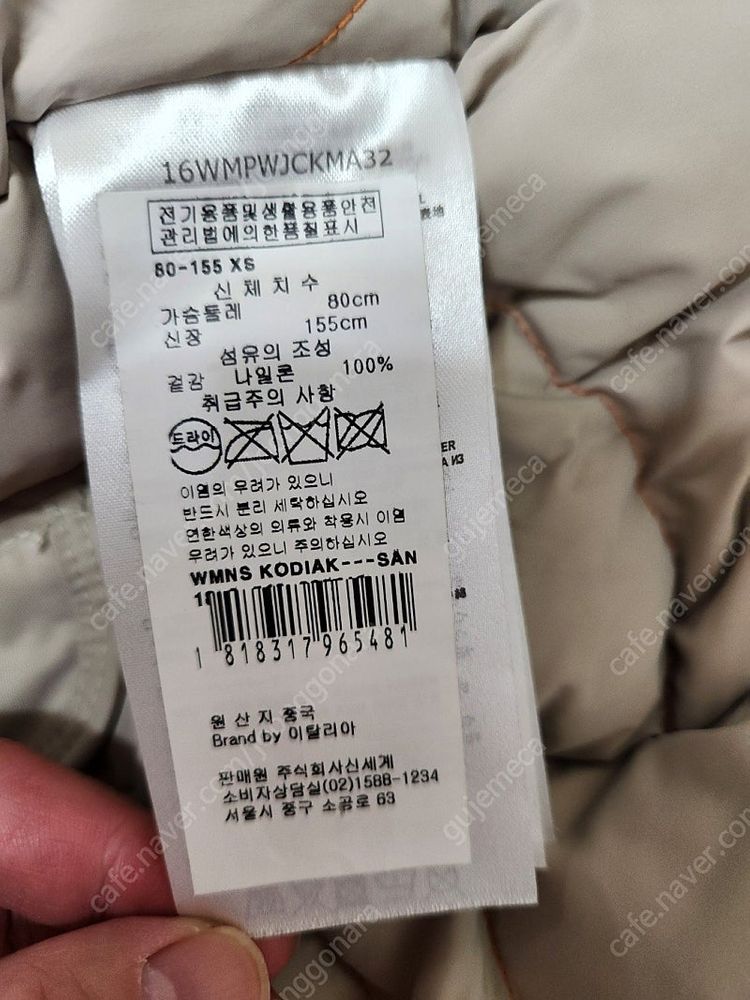 16WMPWJCKMA32
전기용품및생활용품안전
관리법에의한품질표시
80-155 XS
신 체 치 수
가슴둘레 80cm
신장 155cm
섬유의 조성
겉감 나일론 100%
취급주의 사항
드라이
이염의 우려가 있으니
반드시 분리 세탁하십시오
연한색상의 의류와 착용시 이염
우려가 있으니 주의하십시오
WMNS KODIAK---SAN
1 818317 965481
원 산 지 중국
Brand by 이탈리아
판매원 주식회사신세계
소비자상담실(02)1588-1234
서울시 중구 소공로 63
ER
A ИЗ
cafe.naver.com
gujemeca